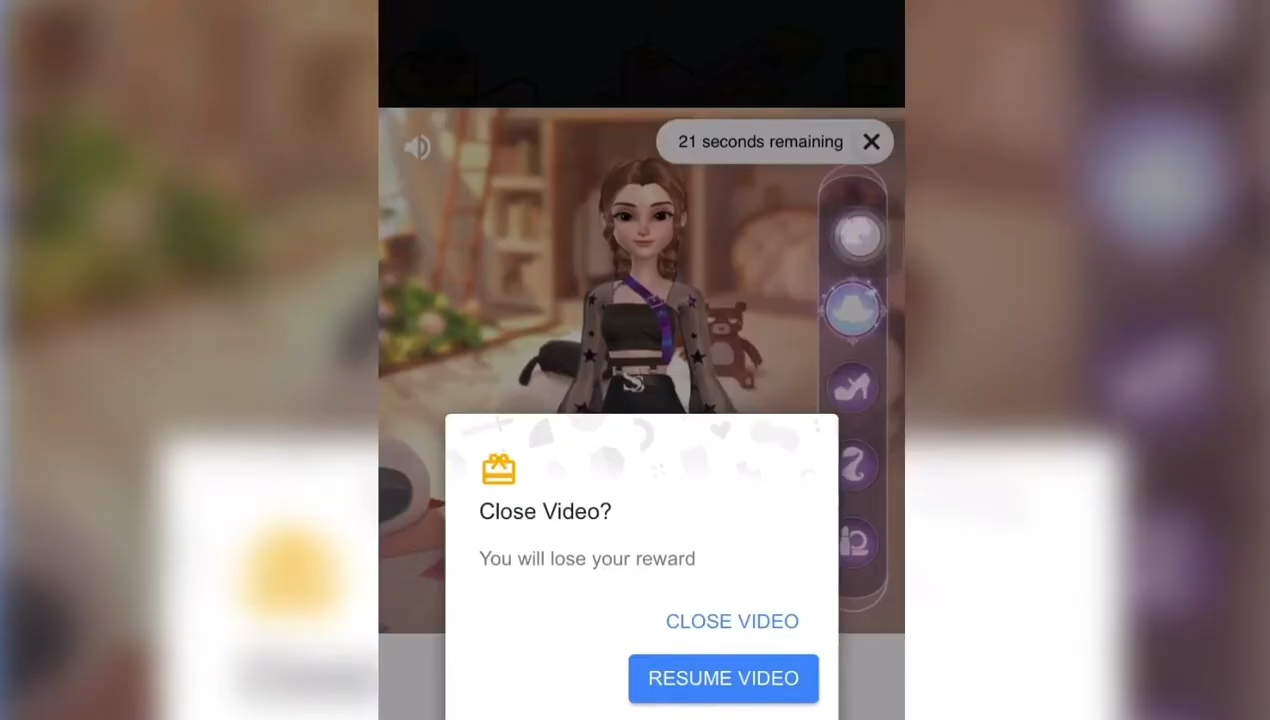 21 seconds remaining
Close Video?
You will lose your reward
CLOSE VIDEO
RESUME VIDEO